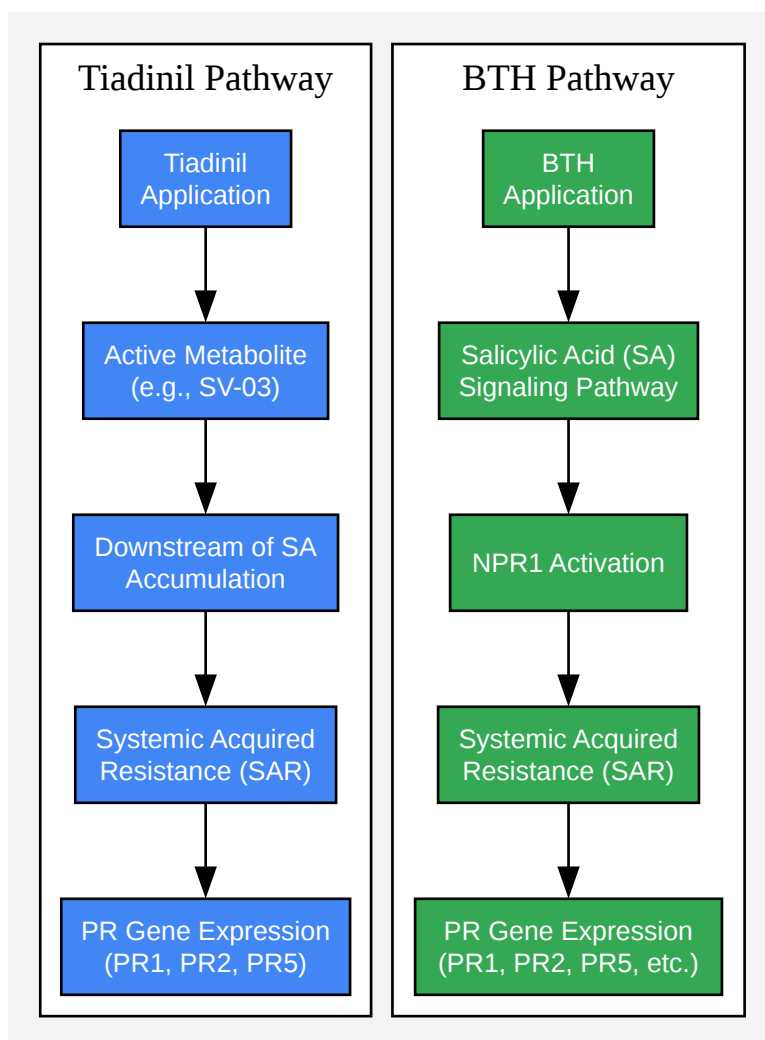 Tiadinil Pathway
Tiadinil
Application
Active Metabolite
(e.g., SV-03)
Downstream of SA
Accumulation
Systemic Acquired
Resistance (SAR)
PR Gene Expression
(PR1, PR2, PR5)
BTH Pathway
BTH
Application
Salicylic Acid (SA)
Signaling Pathway
NPR1 Activation
Systemic Acquired
Resistance (SAR)
PR Gene Expression
(PR1, PR2, PR5, etc.)